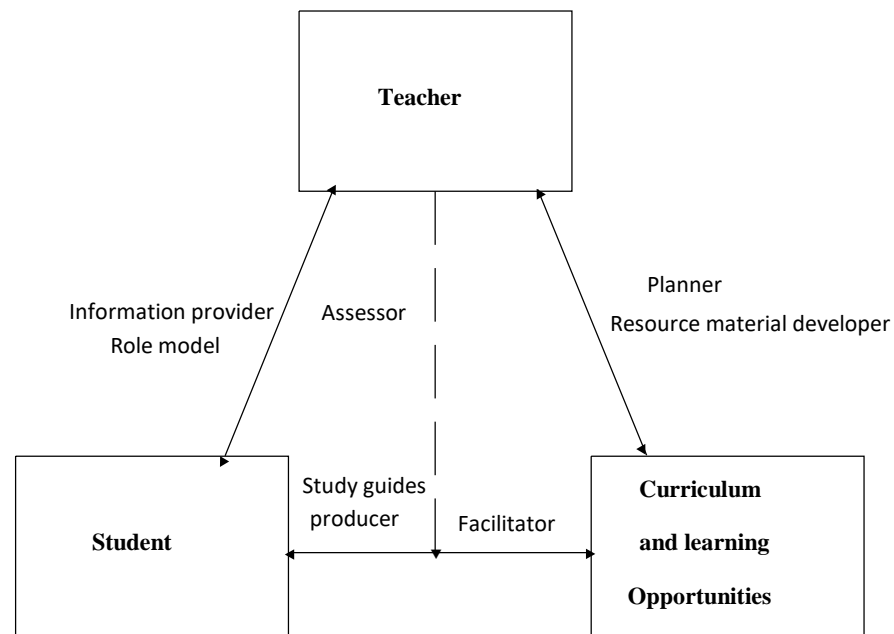 Teacher
Information provider
Role model
Assessor
Planner
Resource material developer
Study guides
producer
Facilitator
Student
Curriculum
and learning
Opportunities